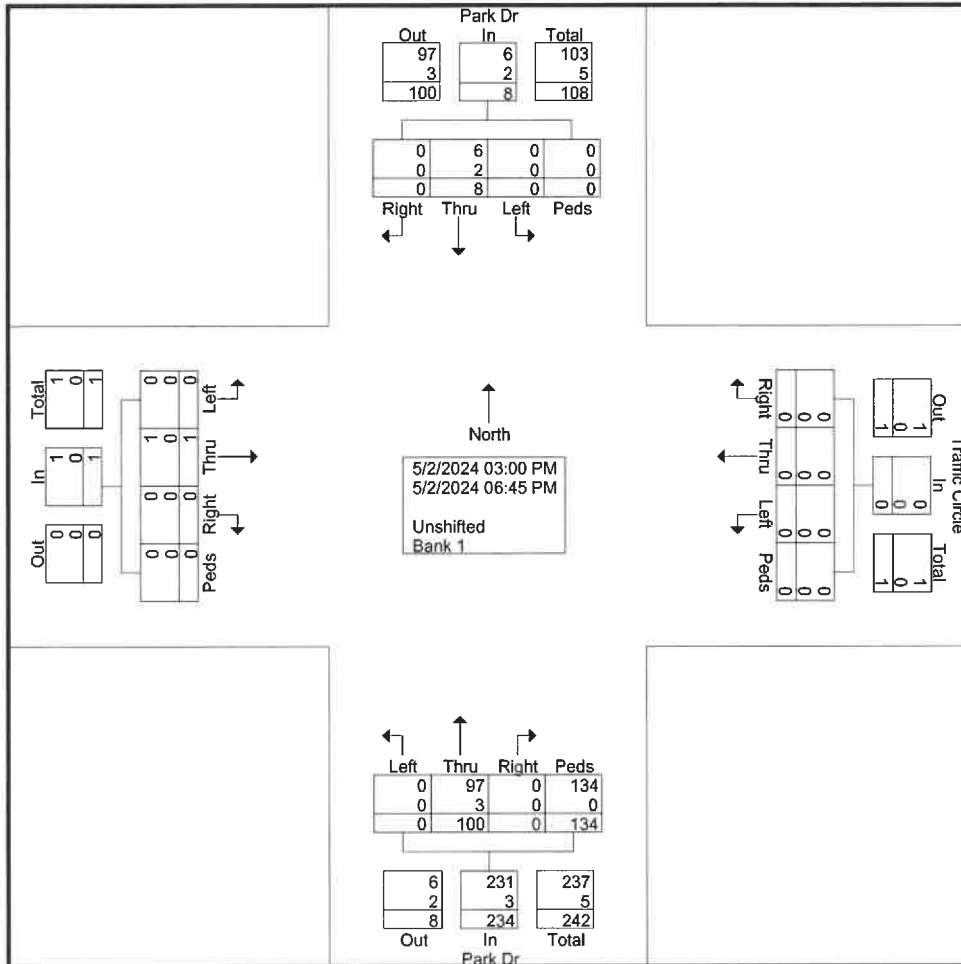 Park Dr
Out In Total
97 6 103
3 2 5
100 8 108
0 6 0 0
0 2 0 0
0 8 0 0
Right Thru Left Peds
Total
1 0 1
In
1 0 1
Out
0 0 0
0 0 0 Left
1 0 1 Thru
0 0 0 Right
0 0 0 Peds
North
5/2/2024 03:00 PM
5/2/2024 06:45 PM
Unshifted
Bank 1
Right 0 0 0
Thru 0 0 0
Left 0 0 0
Peds 0 0 0
Out
1 0 1
In
0 0 0
Total
1 0 1
Traffic Circle
Left Thru Right Peds
0 97 0 134
0 3 0 0
0 100 0 134
6 231 237
2 3 5
8 234 242
Out In Total
Park Dr